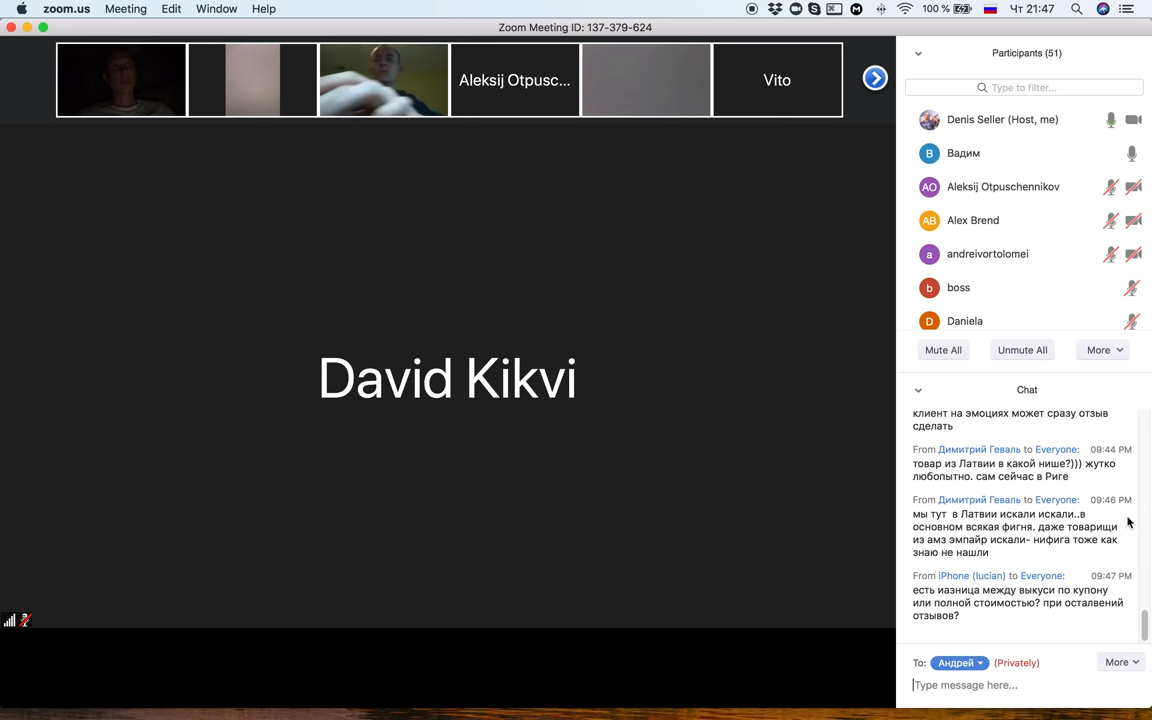 zoom.us Meeting Edit Window Help 100 % Чт 21:47
Zoom Meeting ID: 137-379-624
Aleksij Otpusc...
Vito
David Kikvi
Participants (51)
Type to filter...
Denis Seller (Host, me)
В Вадим
AO Aleksij Otpuschennikov
AB Alex Brend
a andreivortolomei
b boss
D Daniela
Mute All Unmute All More
Chat
клиент на эмоциях может сразу отзыв
сделать
From Димитрий Геваль to Everyone: 09:44 PM
товар из Латвии в какой нише?))) жутко
любопытно. сам сейчас в Риге
From Димитрий Геваль to Everyone: 09:46 PM
мы тут в Латвии искали искали..в
основном всякая фигня. даже товарищи
из амз эмпайр искали- нифига тоже как
знаю не нашли
From iPhone (lucian) to Everyone: 09:47 PM
есть иазница между выкуси по купону
или полной стоимостью? при осталвений
отзывов?
To: Андрей (Privately) More
Type message here...